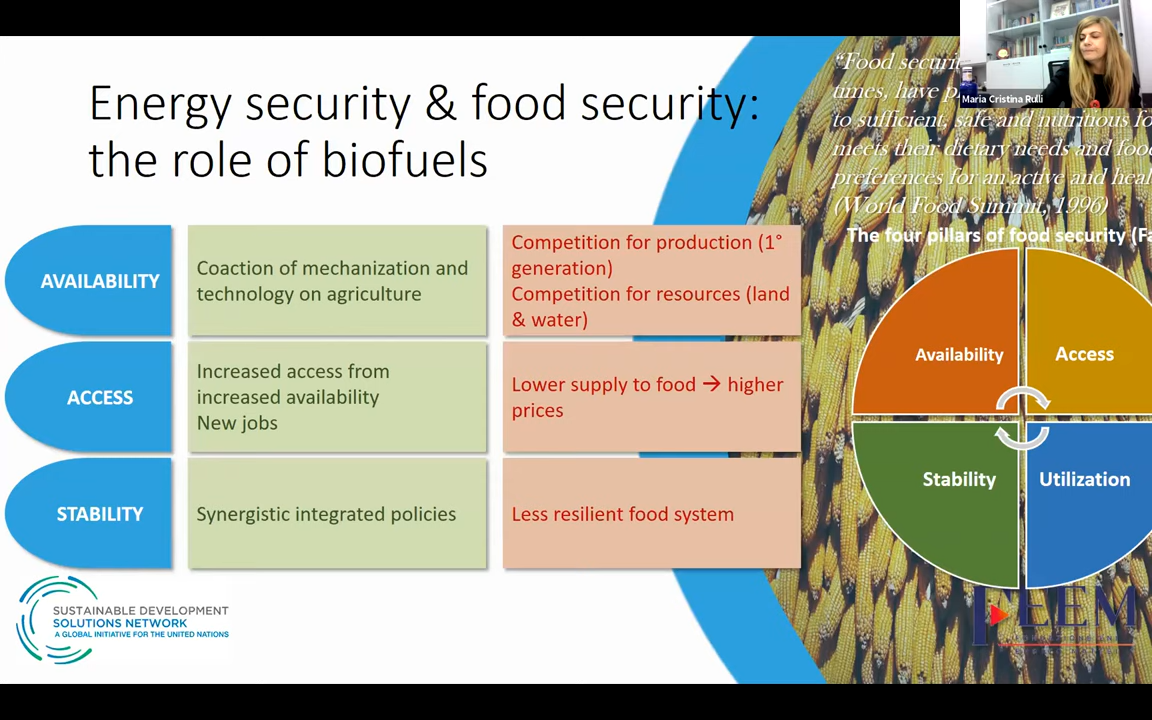 Energy security & food security:
the role of biofuels
AVAILABILITY
Coaction of mechanization and
technology on agriculture
Competition for production (1°
generation)
Competition for resources (land
& water)
ACCESS
Increased access from
increased availability
New jobs
Lower supply to food → higher
prices
STABILITY
Synergistic integrated policies
Less resilient food system
Maria Cristina Rulli
“Food
times, have
to sufficient, safe and nutritious
meets their dietary needs and
preferences for an active and
(World Food Summit, 1996)
The four pillars of food security
Availability
Access
Stability
Utilization
SUSTAINABLE DEVELOPMENT
SOLUTIONS NETWORK
A GLOBAL INITIATIVE FOR THE UNITED NATIONS
FEEM